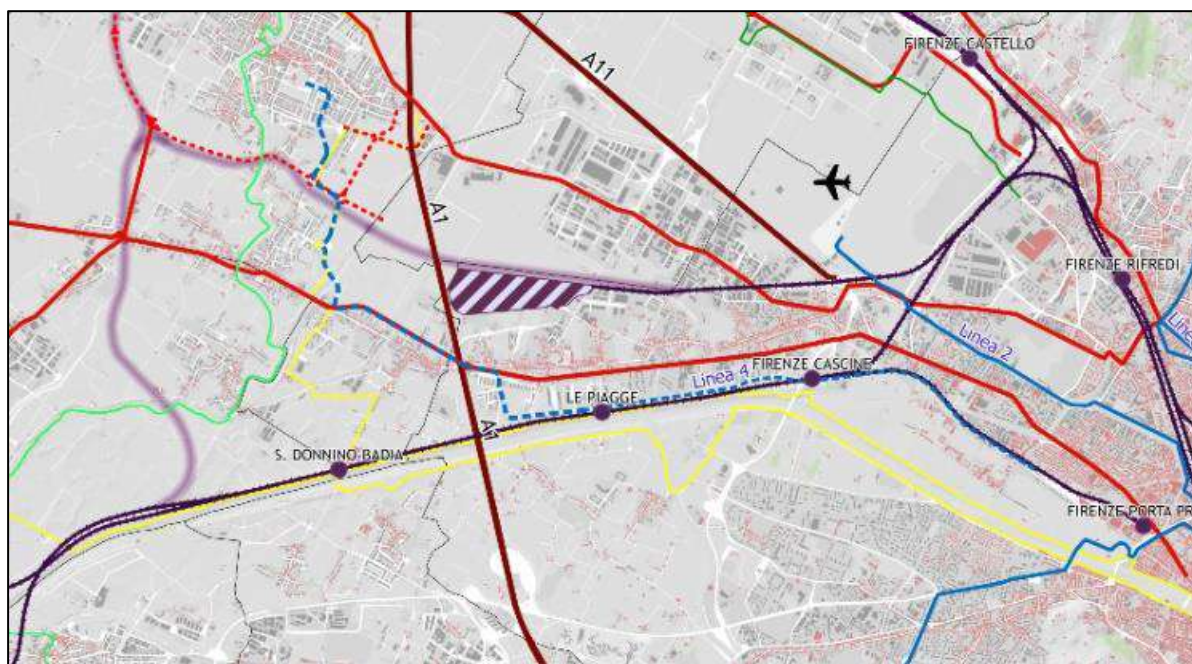 FIRENZE CASTELLO
A11
A1
FIRENZE RIFREDI
Linea 2
Linea
FIRENZE CASCINE
Linea 4
LE PIAGGE
A1
S. DONNINO-BADIA
FIRENZE PORTA PR